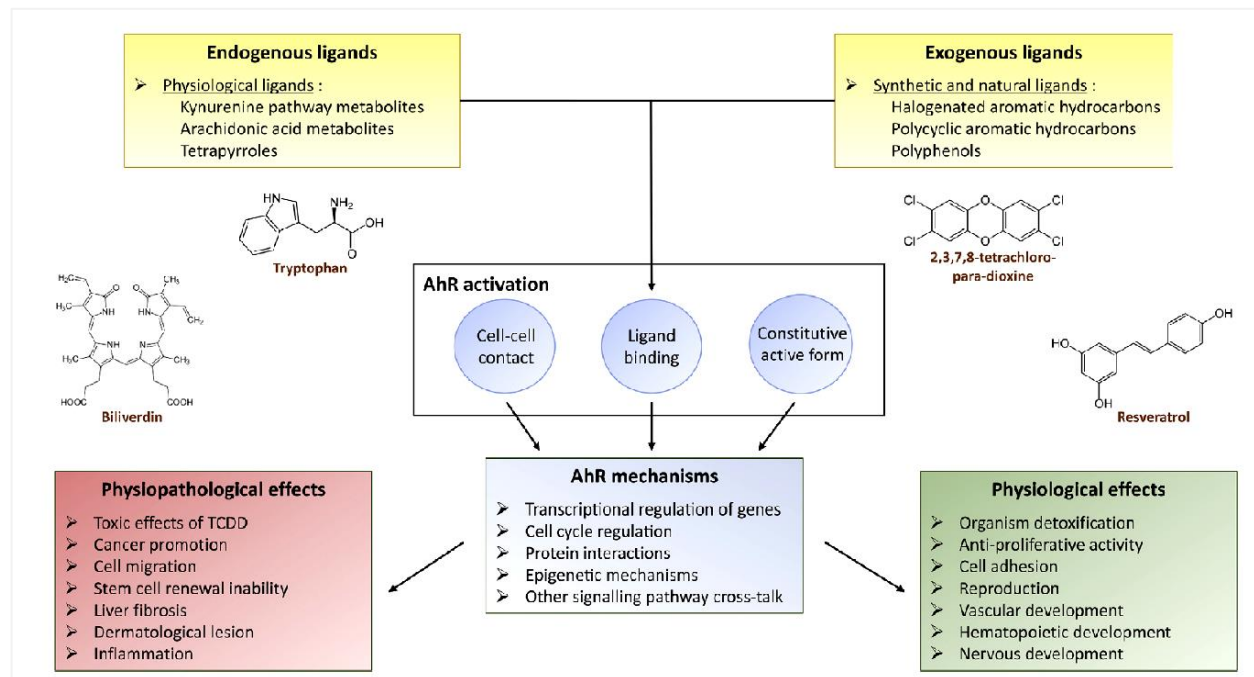 Endogenous ligands
➢ Physiological ligands :
Kynurenine pathway metabolites
Arachidonic acid metabolites
Tetrapyrroles
Exogenous ligands
➢ Synthetic and natural ligands :
Halogenated aromatic hydrocarbons
Polycyclic aromatic hydrocarbons
Polyphenols
HN
NH₂
OH
O
Tryptophan
H₂C
O
O
CH₃
H₃C
NH
HN
CH₂
NH
N
H₃C
CH₃
HOOC
COOH
Biliverdin
Cl
O
Cl
Cl
O
Cl
2,3,7,8-tetrachloro-
para-dioxine
OH
HO
OH
Resveratrol
AhR activation
Cell-cell
contact
Ligand
binding
Constitutive
active form
Physiopathological effects
➢ Toxic effects of TCDD
➢ Cancer promotion
➢ Cell migration
➢ Stem cell renewal inability
➢ Liver fibrosis
➢ Dermatological lesion
➢ Inflammation
AhR mechanisms
➢ Transcriptional regulation of genes
➢ Cell cycle regulation
➢ Protein interactions
➢ Epigenetic mechanisms
➢ Other signalling pathway cross-talk
Physiological effects
➢ Organism detoxification
➢ Anti-proliferative activity
➢ Cell adhesion
➢ Reproduction
➢ Vascular development
➢ Hematopoietic development
➢ Nervous development